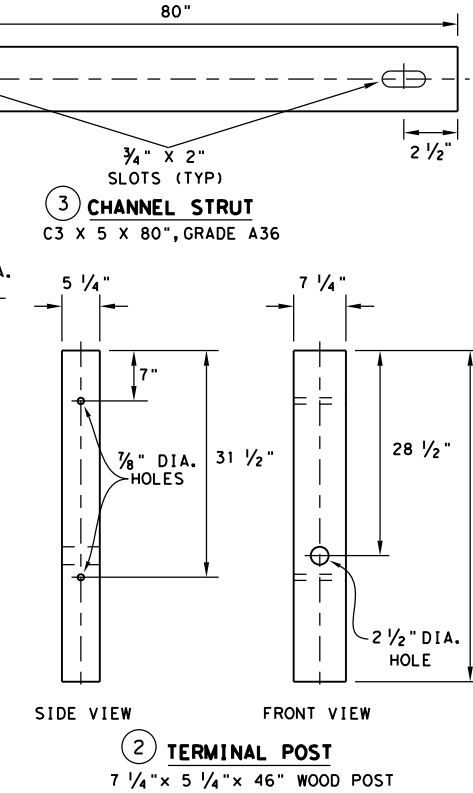 80"
2 ½"
¾" X 2"
SLOTS (TYP)
3 CHANNEL STRUT
C3 X 5 X 80", GRADE A36
A.
5 ¼"
7 ¼"
7"
⅞" DIA.
HOLES
31 ½"
28 ½"
2 ½" DIA.
HOLE
SIDE VIEW
FRONT VIEW
2 TERMINAL POST
7 ¼" x 5 ¼" x 46" WOOD POST